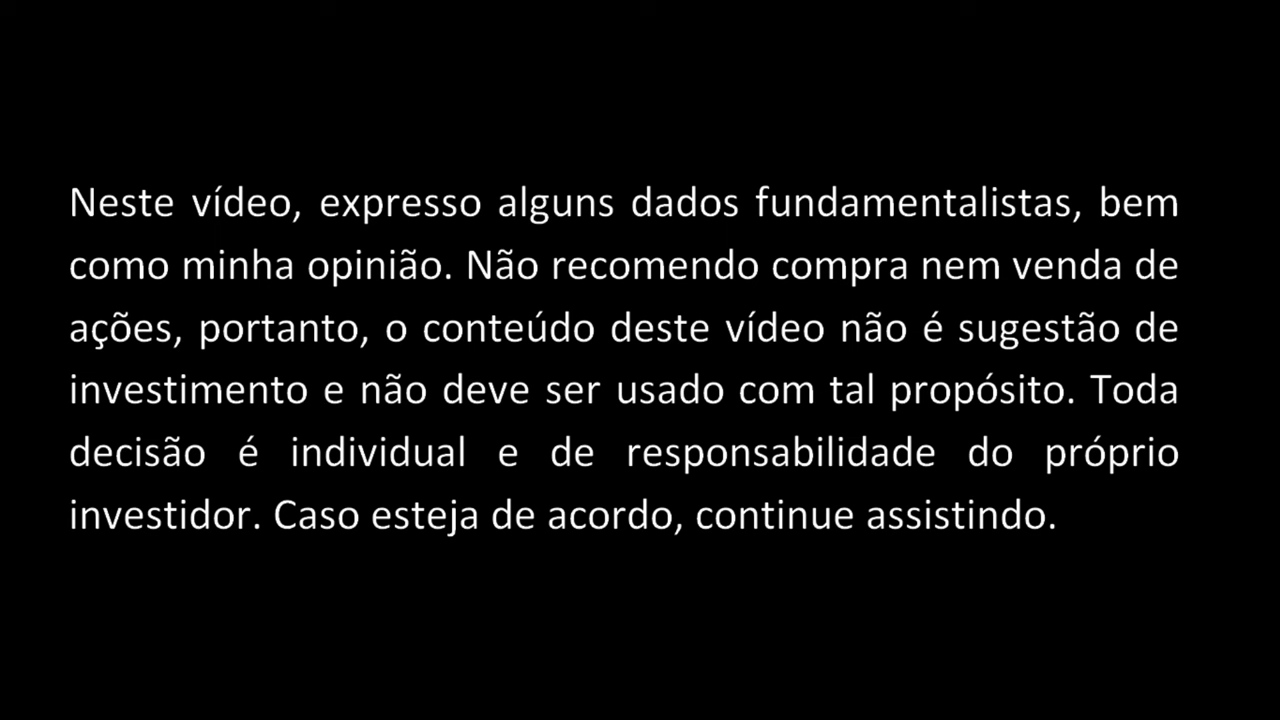 Neste vídeo, expresso alguns dados fundamentalistas, bem
como minha opinião. Não recomendo compra nem venda de
ações, portanto, o conteúdo deste vídeo não é sugestão de
investimento e não deve ser usado com tal propósito. Toda
decisão é individual e de responsabilidade do próprio
investidor. Caso esteja de acordo, continue assistindo.